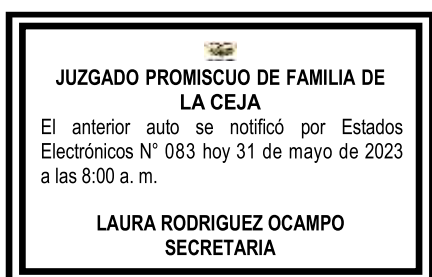 JUZGADO PROMISCUO DE FAMILIA DE
LA CEJA
El anterior auto se notificó por Estados
Electrónicos N° 083 hoy 31 de mayo de 2023
a las 8:00 a. m.
LAURA RODRIGUEZ OCAMPO
SECRETARIA